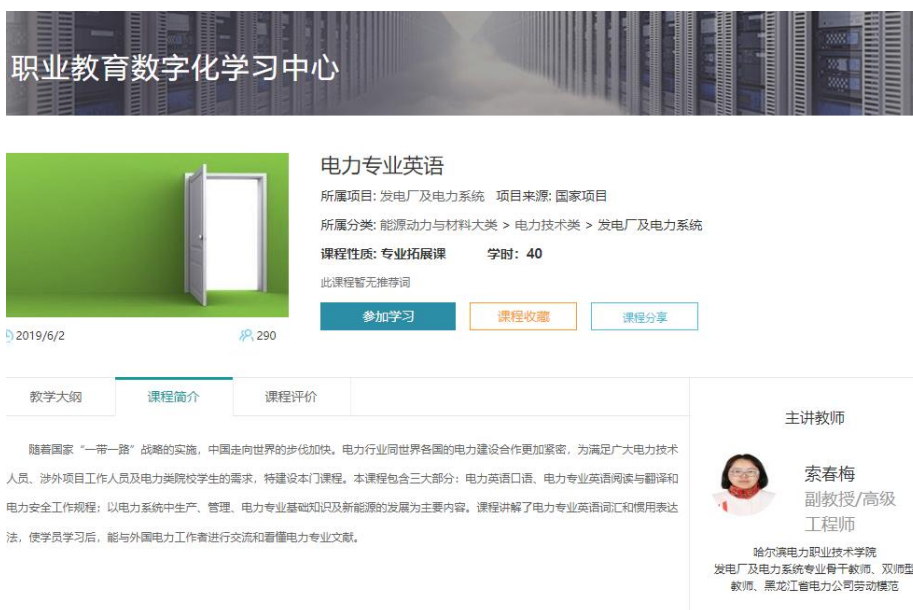 职业教育数字化学习中心
电力专业英语
所属项目: 发电厂及电力系统 项目来源: 国家项目
所属分类: 能源动力与材料大类 > 电力技术类 > 发电厂及电力系统
课程性质: 专业拓展课 学时: 40
此课程暂无推荐词
参加学习 课程收藏 课程分享
2019/6/2 290
教学大纲 课程简介 课程评价
随着国家“一带一路”战略的实施，中国走向世界的步伐加快。电力行业同世界各国的电力建设合作更加紧密，为满足广大电力技术
人员、涉外项目工作人员及电力类院校学生的需求，特建设本门课程。本课程包含三大部分：电力英语口语、电力专业英语阅读与翻译和
电力安全工作规程；以电力系统中生产、管理、电力专业基础知识及新能源的发展为主要内容。课程讲解了电力专业英语词汇和惯用表达
法，使学员学习后，能与外国电力工作者进行交流和看懂电力专业文献。
主讲教师
索春梅
副教授/高级
工程师
哈尔滨电力职业技术学院
发电厂及电力系统专业骨干教师、双师型
教师、黑龙江省电力公司劳动模范